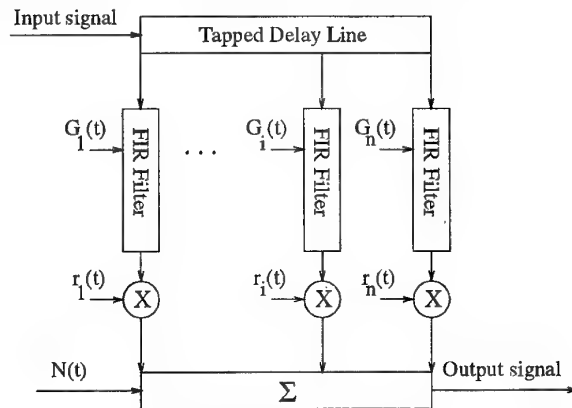 Input signal
Tapped Delay Line
G1(t) FIR Filter ... Gi(t) FIR Filter Gn(t) FIR Filter
r1(t) X ri(t) X rn(t) X
N(t) Σ Output signal